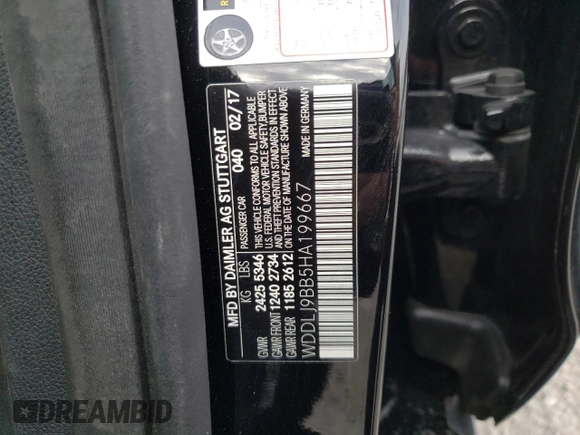 MFD BY DAIMLER AG STUTTGART
PASSENGER CAR 040 02/17
KG LBS
GVWR 2425 5346
GAWR FRONT 1240 2734
GAWR REAR 1185 2612
THIS VEHICLE CONFORMS TO ALL APPLICABLE
U.S. FEDERAL MOTOR VEHICLE SAFETY, BUMPER
AND THEFT PREVENTION STANDARDS IN EFFECT
ON THE DATE OF MANUFACTURE SHOWN ABOVE
WDDLJ9BB5HA199667
MADE IN GERMANY
DREAMBID